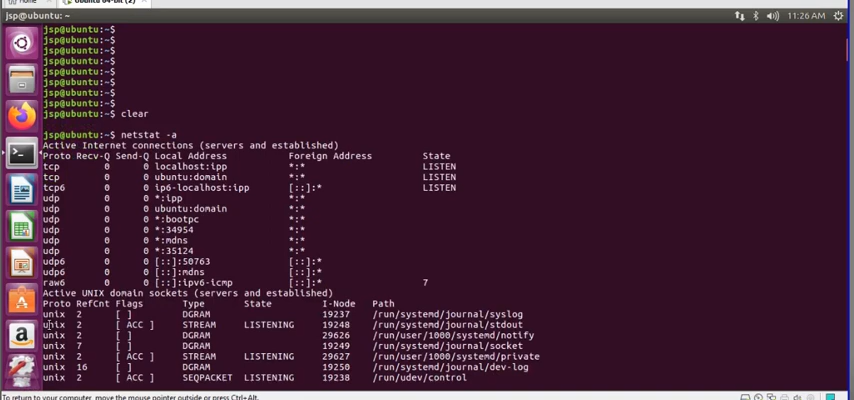 Home Ubuntu 64-bit (2)
jsp@ubuntu: ~ 11:26 AM
jsp@ubuntu:~$
jsp@ubuntu:~$
jsp@ubuntu:~$
jsp@ubuntu:~$
jsp@ubuntu:~$
jsp@ubuntu:~$
jsp@ubuntu:~$
jsp@ubuntu:~$
jsp@ubuntu:~$ clear
jsp@ubuntu:~$ netstat -a
Active Internet connections (servers and established)
Proto Recv-Q Send-Q Local Address Foreign Address State
tcp 0 0 localhost:ipp *:* LISTEN
tcp 0 0 ubuntu:domain *:* LISTEN
tcp6 0 0 ip6-localhost:ipp [::]:* LISTEN
udp 0 0 *:ipp *:*
udp 0 0 ubuntu:domain *:*
udp 0 0 *:bootpc *:*
udp 0 0 *:34954 *:*
udp 0 0 *:mdns *:*
udp 0 0 *:35124 *:*
udp6 0 0 [::]:50763 [::]:*
udp6 0 0 [::]:mdns [::]:*
raw6 0 0 [::]:ipv6-icmp [::]:* 7
Active UNIX domain sockets (servers and established)
Proto RefCnt Flags Type State I-Node Path
unix 2 [ ] DGRAM 19237 /run/systemd/journal/syslog
unix 2 [ ACC ] STREAM LISTENING 19248 /run/systemd/journal/stdout
unix 2 [ ] DGRAM 29626 /run/user/1000/systemd/notify
unix 7 [ ] DGRAM 19249 /run/systemd/journal/socket
unix 2 [ ACC ] STREAM LISTENING 29627 /run/user/1000/systemd/private
unix 16 [ ] DGRAM 19250 /run/systemd/journal/dev-log
unix 2 [ ACC ] SEQPACKET LISTENING 19238 /run/udev/control
To return to your computer, move the mouse pointer outside or press Ctrl+Alt.